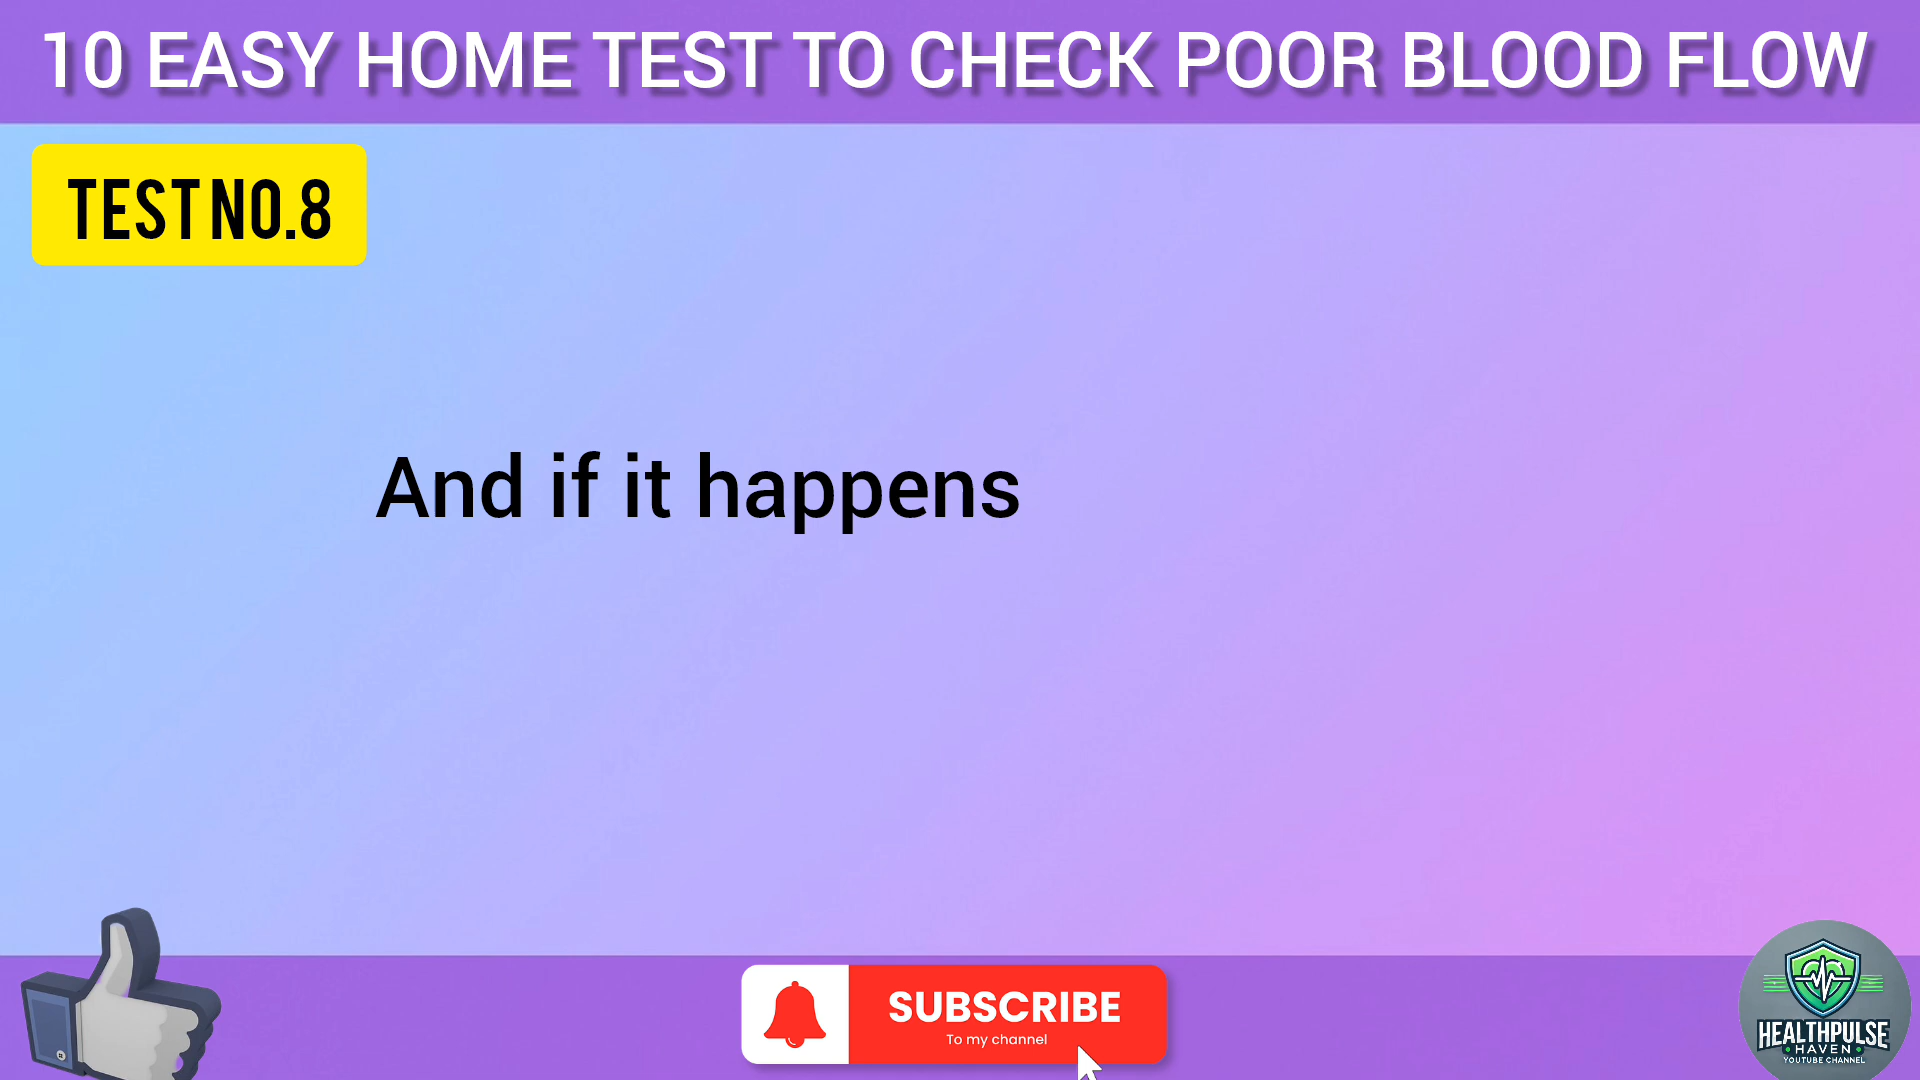 10 EASY HOME TEST TO CHECK POOR BLOOD FLOW
TEST NO.8
And if it happens
SUBSCRIBE
To my channel
HEALTHPULSE
HAVEN
YOUTUBE CHANNEL